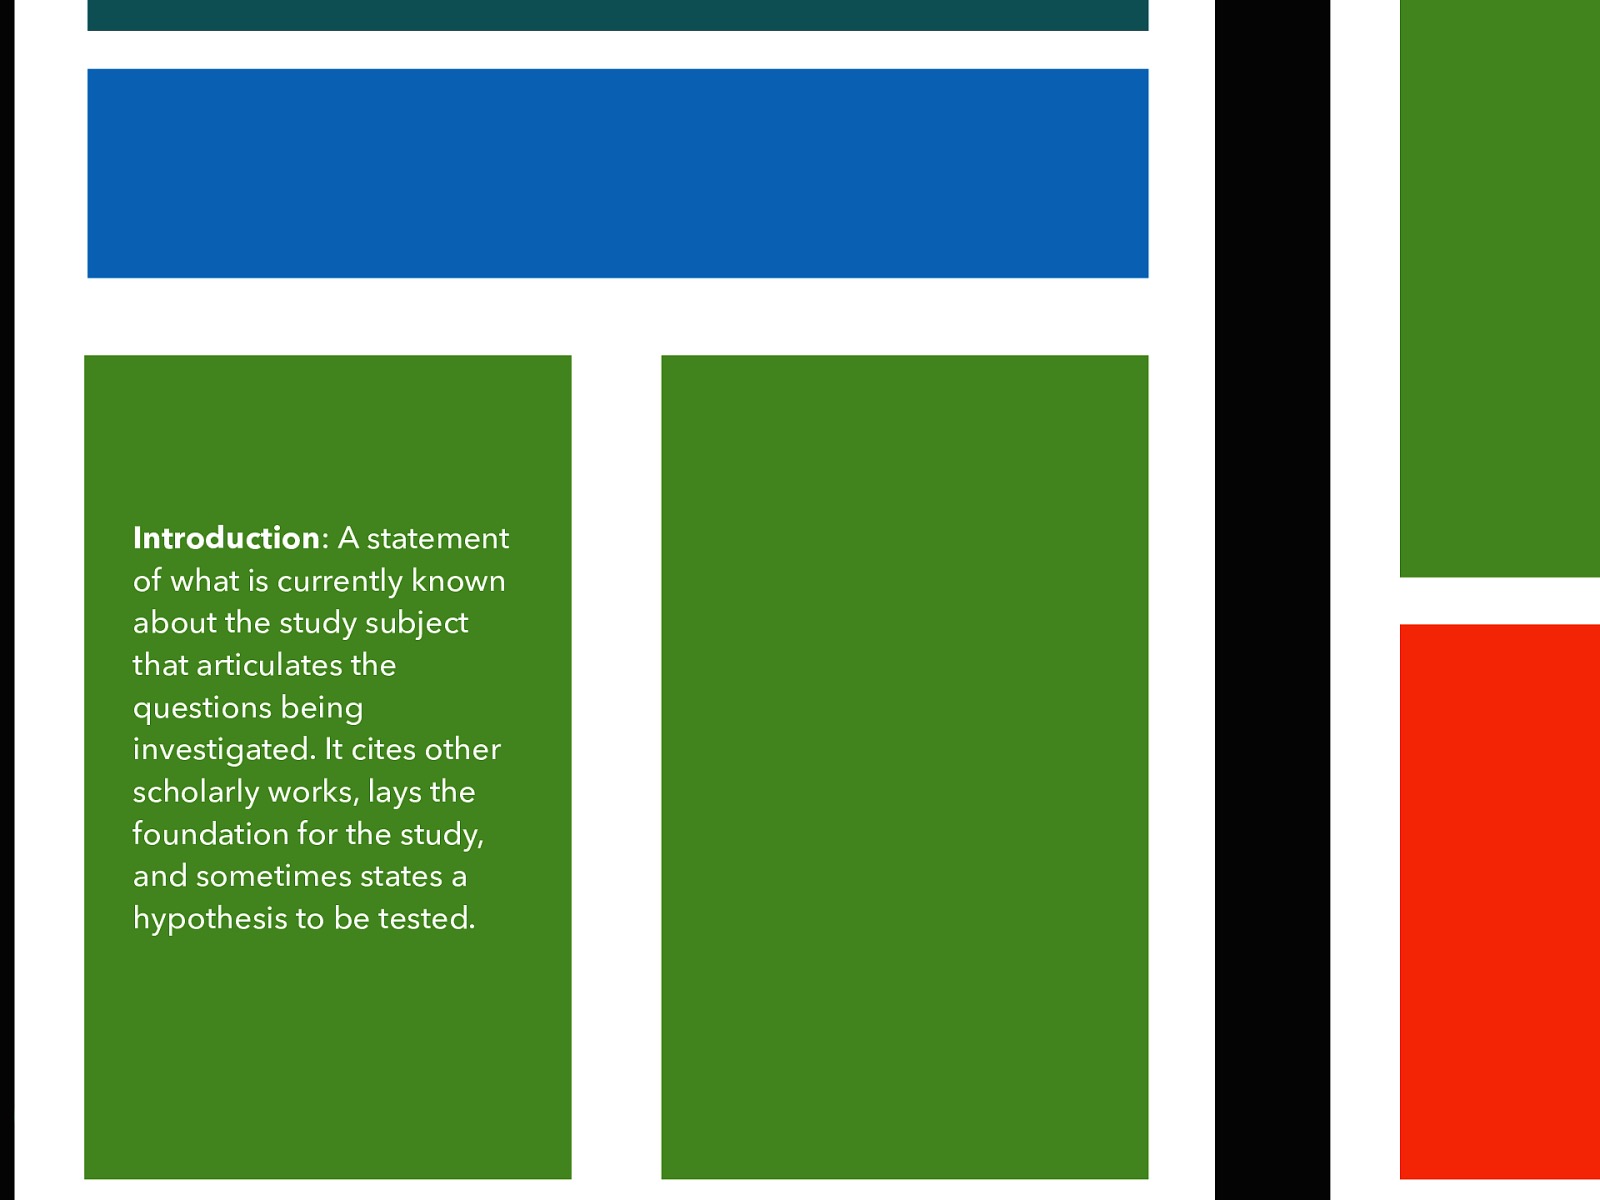 Introduction: A statement
of what is currently known
about the study subject
that articulates the
questions being
investigated. It cites other
scholarly works, lays the
foundation for the study,
and sometimes states a
hypothesis to be tested.